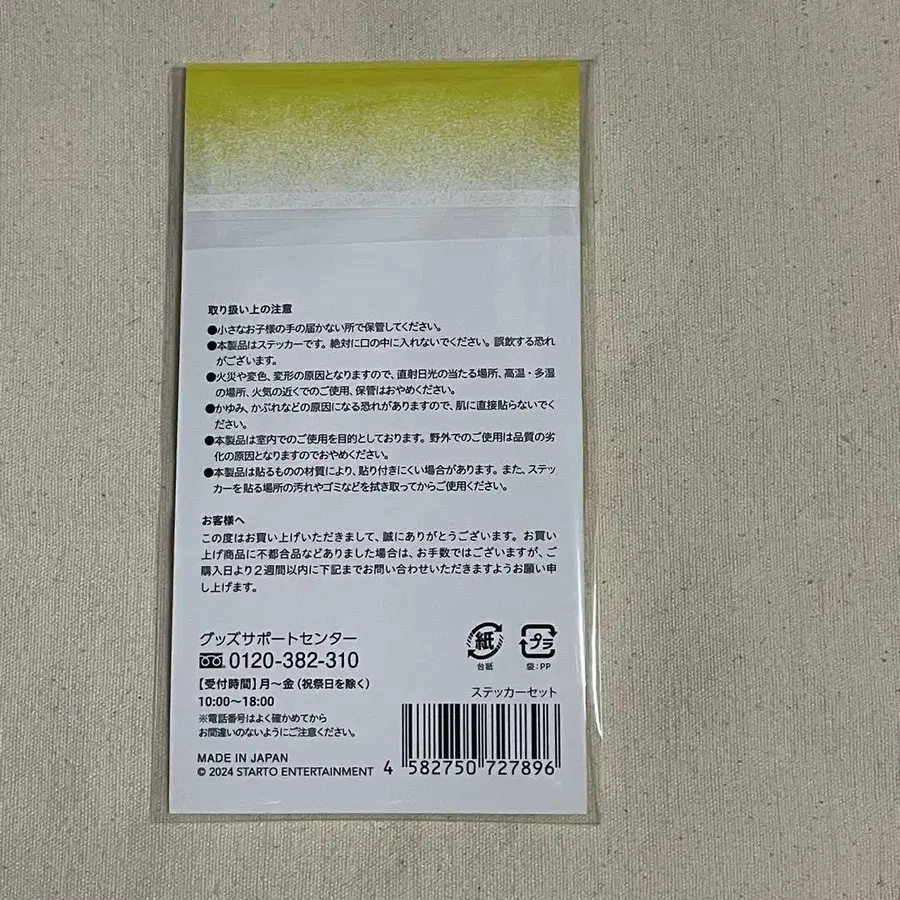 取り扱い上の注意
●小さなお子様の手の届かない所で保管してください。
●本製品はステッカーです。絶対に口の中に入れないでください。誤飲する恐れ
がございます。
●火災や変色、変形の原因となりますので、直射日光の当たる場所、高温・多湿
の場所、火気の近くでのご使用、保管はおやめください。
●かゆみ、かぶれなどの原因になる恐れがありますので、肌に直接貼らないでく
ださい。
●本製品は室内でのご使用を目的としております。野外でのご使用は品質の劣
化の原因となりますのでおやめください。
●本製品は貼るものの材質により、貼り付きにくい場合があります。また、ステッ
カーを貼る場所の汚れやゴミなどを拭き取ってからご使用ください。
お客様へ
この度はお買い上げいただきまして、誠にありがとうございます。お買い
上げ商品に不都合品などありました場合は、お手数ではございますが、ご
購入日より2週間以内に下記までお問い合わせいただきますようお願い申
し上げます。
グッズサポートセンター
0120-382-310
【受付時間】月〜金（祝祭日を除く）
10:00〜18:00
※電話番号はよく確かめてから
お間違いのないようにご注意ください。
MADE IN JAPAN
© 2024 STARTO ENTERTAINMENT
紙
台紙
プラ
袋:PP
ステッカーセット
4 582750 727896